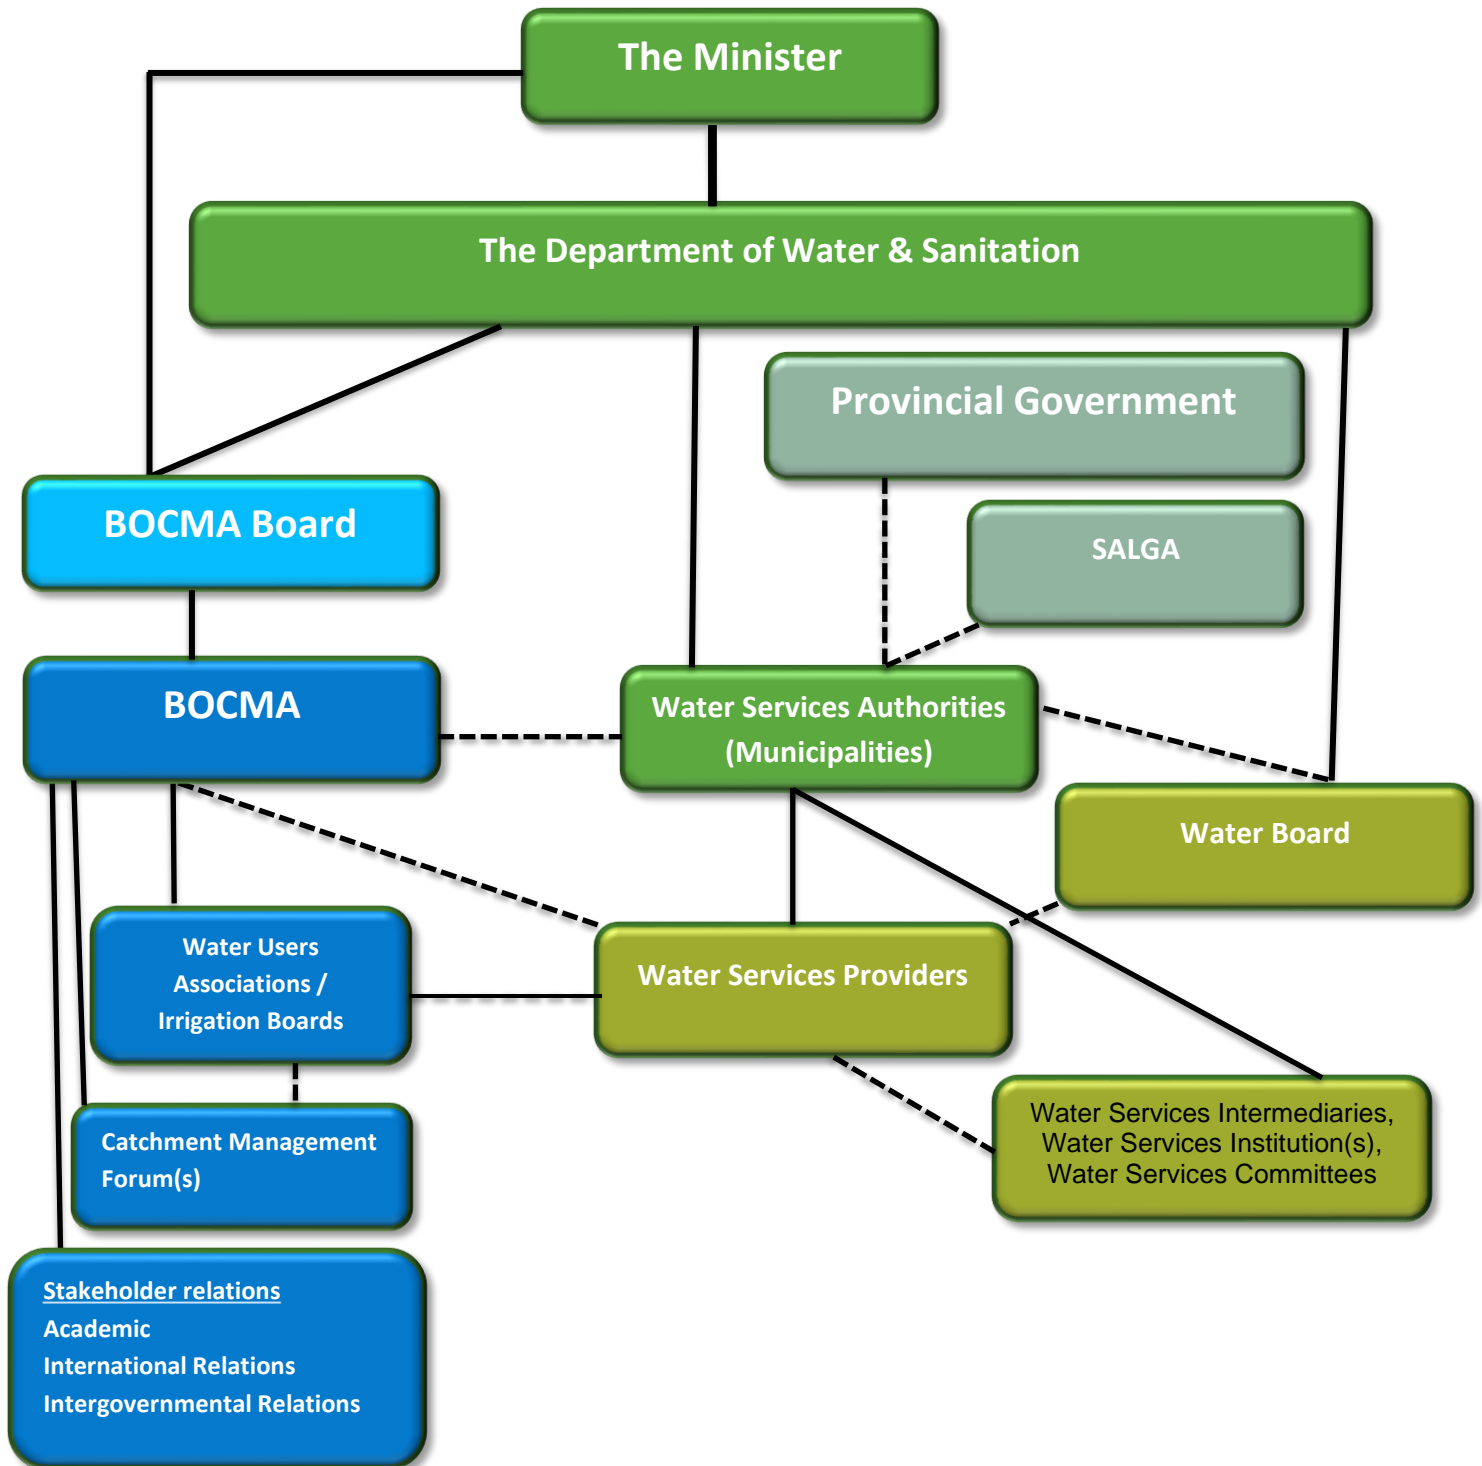 The Minister
The Department of Water & Sanitation
Provincial Government
SALGA
BOCMA Board
BOCMA
Water Services Authorities
(Municipalities)
Water Board
Water Users
Associations /
Irrigation Boards
Water Services Providers
Catchment Management
Forum(s)
Water Services Intermediaries,
Water Services Institution(s),
Water Services Committees
Stakeholder relations
Academic
International Relations
Intergovernmental Relations